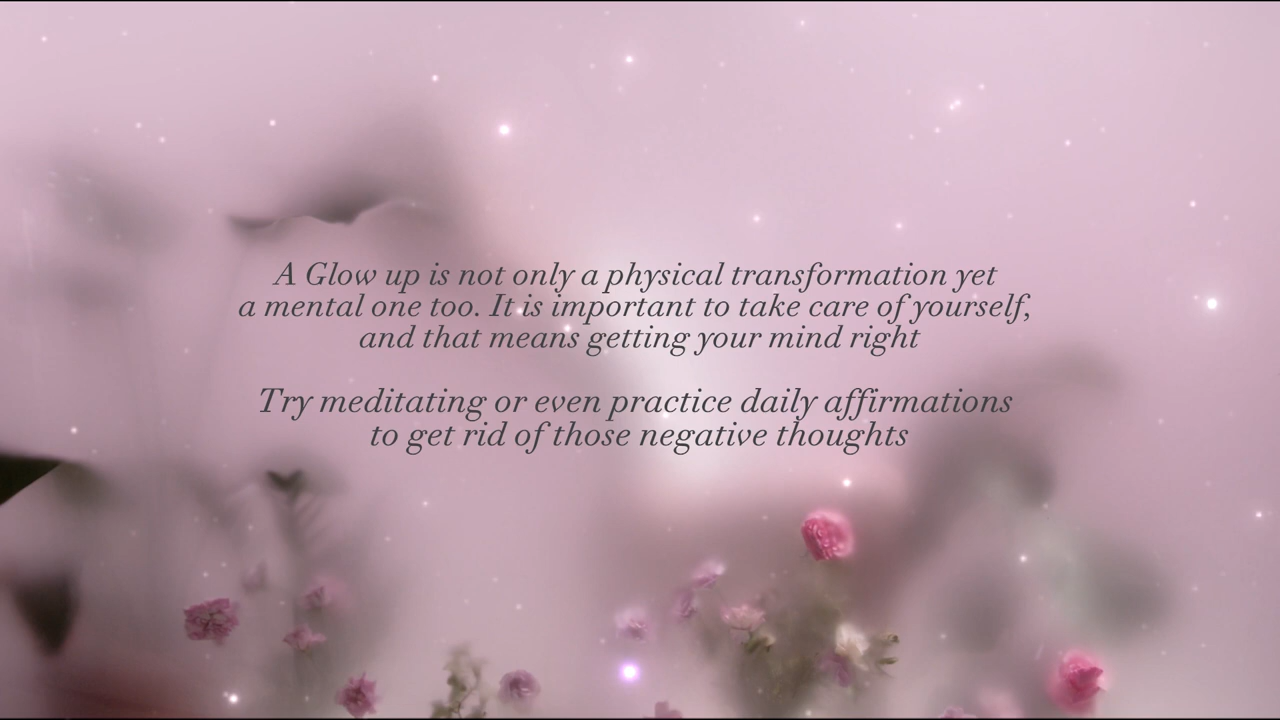 A Glow up is not only a physical transformation yet
a mental one too. It is important to take care of yourself,
and that means getting your mind right
Try meditating or even practice daily affirmations
to get rid of those negative thoughts